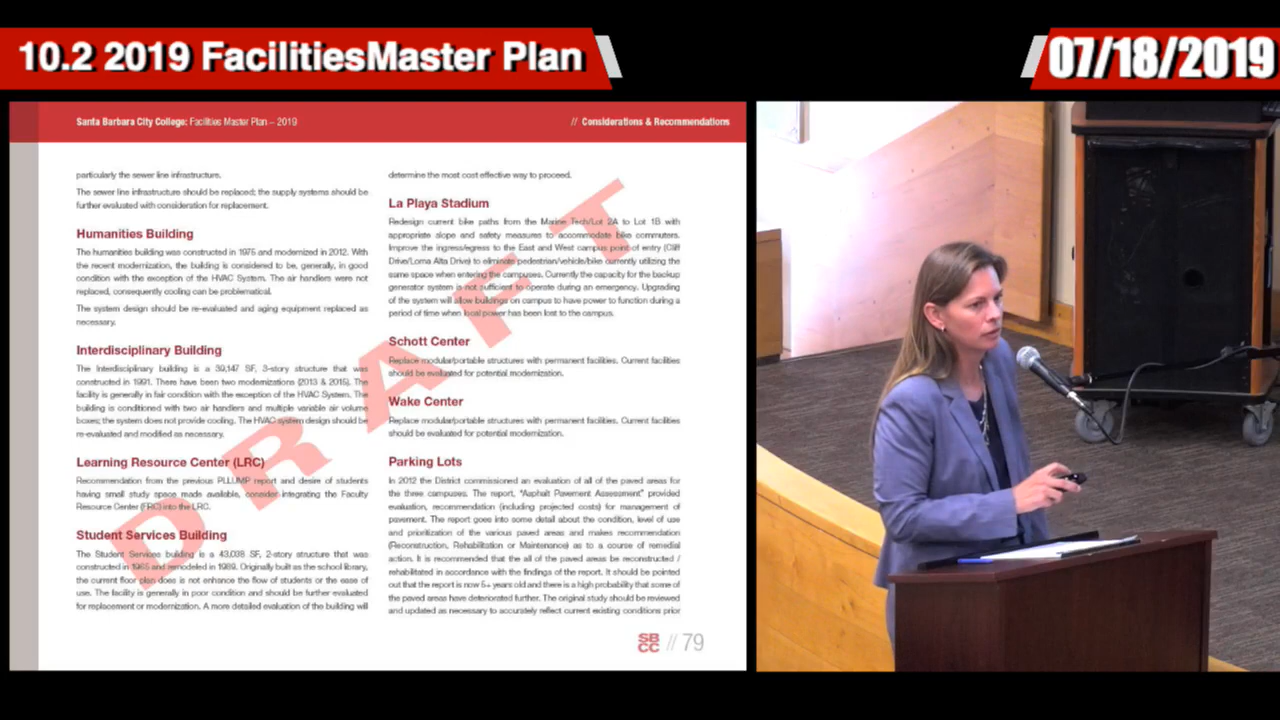 10.2 2019 FacilitiesMaster Plan
07/18/2019
Santa Barbara City College: Facilities Master Plan – 2019
// Considerations & Recommendations
particularly the sewer line infrastructure.
The sewer line infrastructure should be replaced; the supply systems should be
further evaluated with consideration for replacement.
Humanities Building
The humanities building was constructed in 1975 and modernized in 2012. With
the recent modernization, the building is considered to be, generally, in good
condition with the exception of the HVAC System. The air handlers were not
replaced, consequently cooling can be problematical.
The system design should be re-evaluated and aging equipment replaced as
necessary.
Interdisciplinary Building
The Interdisciplinary building is a 39,147 SF, 3-story structure that was
constructed in 1991. There have been two modernizations (2013 & 2015). The
facility is generally in fair condition with the exception of the HVAC System. The
building is conditioned with two air handlers and multiple variable air volume
boxes; the system does not provide cooling. The HVAC system design should be
re-evaluated and modified as necessary.
Learning Resource Center (LRC)
Recommendation from the previous PLLUMP report and desire of students
having small study space made available, consider integrating the Faculty
Resource Center (FRC) into the LRC.
Student Services Building
The Student Services building is a 43,038 SF, 2-story structure that was
constructed in 1965 and remodeled in 1989. Originally built as the school library,
the current floor plan does is not enhance the flow of students or the ease of
use. The facility is generally in poor condition and should be further evaluated
for replacement or modernization. A more detailed evaluation of the building will
determine the most cost effective way to proceed.
La Playa Stadium
Redesign current bike paths from the Marine Tech/Lot 2A to Lot 1B with
appropriate slope and safety measures to accommodate bike commuters.
Improve the ingress/egress to the East and West campus point of entry (Cliff
Drive/Loma Alta Drive) to eliminate pedestrian/vehicle/bike currently utilizing the
same space when entering the campuses. Currently the capacity for the backup
generator system is not sufficient to operate during an emergency. Upgrading
of the system will allow buildings on campus to have power to function during a
period of time when local power has been lost to the campus.
Schott Center
Replace modular/portable structures with permanent facilities. Current facilities
should be evaluated for potential modernization.
Wake Center
Replace modular/portable structures with permanent facilities. Current facilities
should be evaluated for potential modernization.
Parking Lots
In 2012 the District commissioned an evaluation of all of the paved areas for
the three campuses. The report, "Asphalt Pavement Assessment" provided
evaluation, recommendation (including projected costs) for management of
pavement. The report goes into some detail about the condition, level of use
and prioritization of the various paved areas and makes recommendation
(Reconstruction, Rehabilitation or Maintenance) as to a course of remedial
action. It is recommended that the all of the paved areas be reconstructed /
rehabilitated in accordance with the findings of the report. It should be pointed
out that the report is now 5+ years old and there is a high probability that some of
the paved areas have deteriorated further. The original study should be reviewed
and updated as necessary to accurately reflect current existing conditions prior
DRAFT
SB
CC // 79